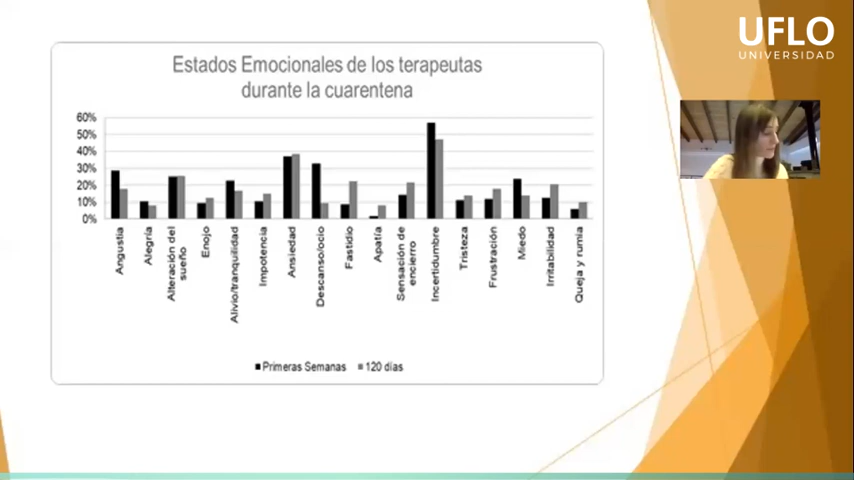 UFLO
UNIVERSIDAD
Estados Emocionales de los terapeutas
durante la cuarentena
60%
50%
40%
30%
20%
10%
0%
Angustia
Alegría
Alteración del
sueño
Enojo
Alivio/tranquilidad
Impotencia
Ansiedad
Descanso/ocio
Fastidio
Apatía
Sensación de
encierro
Incertidumbre
Tristeza
Frustración
Miedo
Irritabilidad
Queja y rumia
Primeras Semanas
120 días